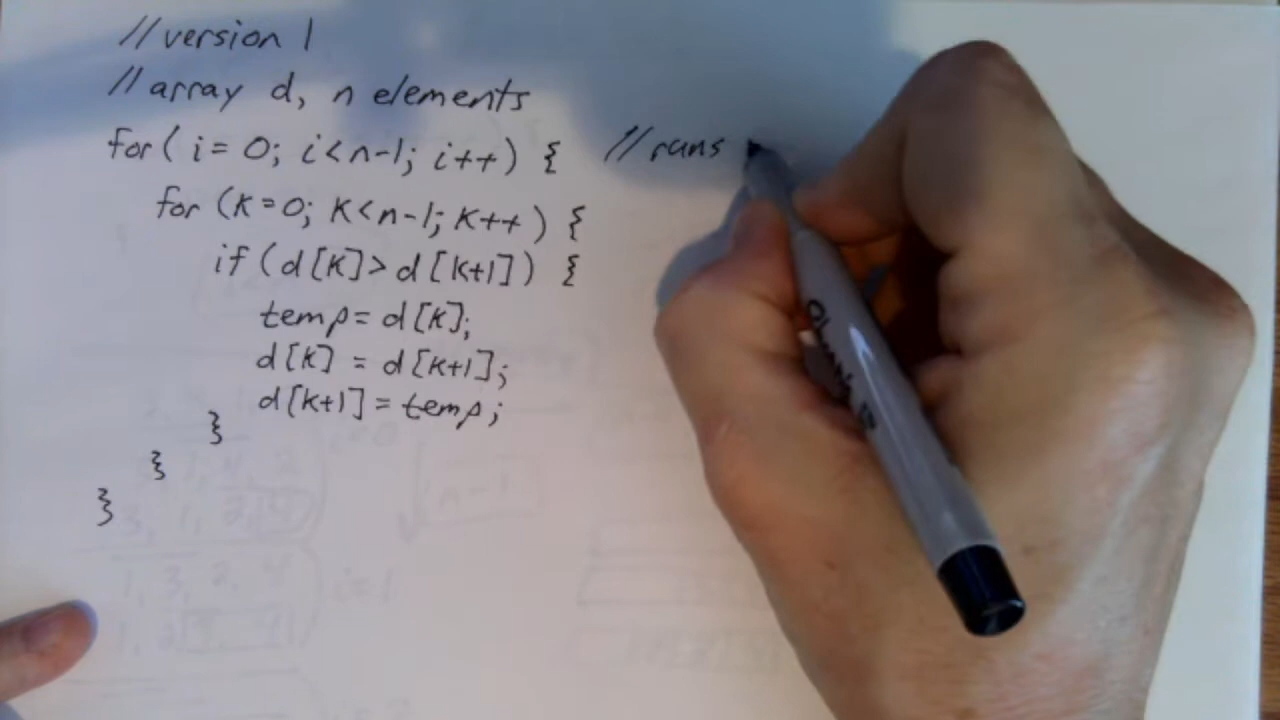 //version 1
//array d, n elements
for( i = 0; i<n-1; i++) { //runs
for (k=0; k<n-1; k++) {
if (d[k]> d[k+1]) {
temp= d[k];
d[k] = d[k+1];
d[k+1] = temp;
}
}
}